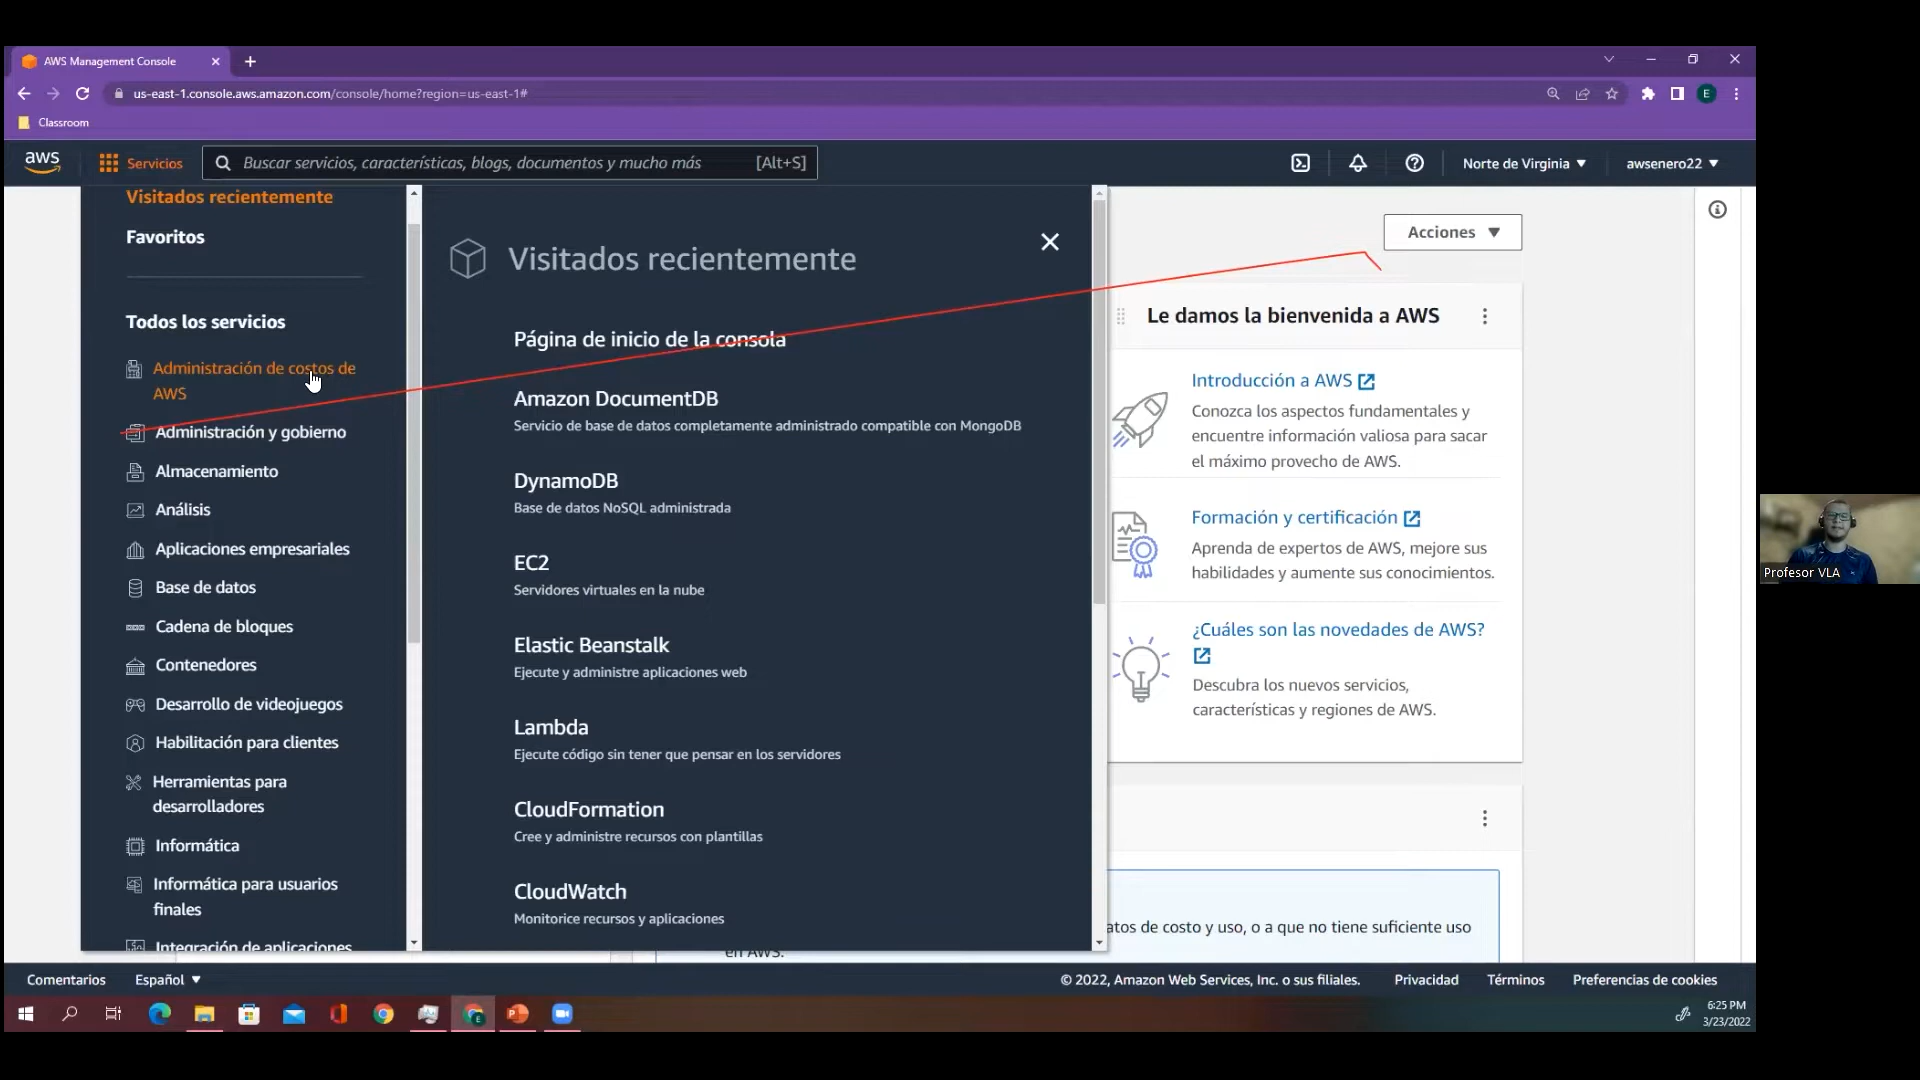 AWS Management Console
us-east-1.console.aws.amazon.com/console/home?region=us-east-1#
E
Classroom
aws
Servicios
Buscar servicios, características, blogs, documentos y mucho más
[Alt+S]
Norte de Virginia
awsenero22
Visitados recientemente
Favoritos
Todos los servicios
Administración de costos de
AWS
Administración y gobierno
Almacenamiento
Análisis
Aplicaciones empresariales
Base de datos
Cadena de bloques
Contenedores
Desarrollo de videojuegos
Habilitación para clientes
Herramientas para
desarrolladores
Informática
Informática para usuarios
finales
Integración de aplicaciones
Visitados recientemente
Página de inicio de la consola
Amazon DocumentDB
Servicio de base de datos completamente administrado compatible con MongoDB
DynamoDB
Base de datos NoSQL administrada
EC2
Servidores virtuales en la nube
Elastic Beanstalk
Ejecute y administre aplicaciones web
Lambda
Ejecute código sin tener que pensar en los servidores
CloudFormation
Cree y administre recursos con plantillas
CloudWatch
Monitorice recursos y aplicaciones
Acciones
Le damos la bienvenida a AWS
Introducción a AWS
Conozca los aspectos fundamentales y
encuentre información valiosa para sacar
el máximo provecho de AWS.
Formación y certificación
Aprenda de expertos de AWS, mejore sus
habilidades y aumente sus conocimientos.
¿Cuáles son las novedades de AWS?
Descubra los nuevos servicios,
características y regiones de AWS.
atos de costo y uso, o a que no tiene suficiente uso
en AWS.
Profesor VLA
Comentarios
Español
© 2022, Amazon Web Services, Inc. o sus filiales.
Privacidad
Términos
Preferencias de cookies
6:25 PM
3/23/2022